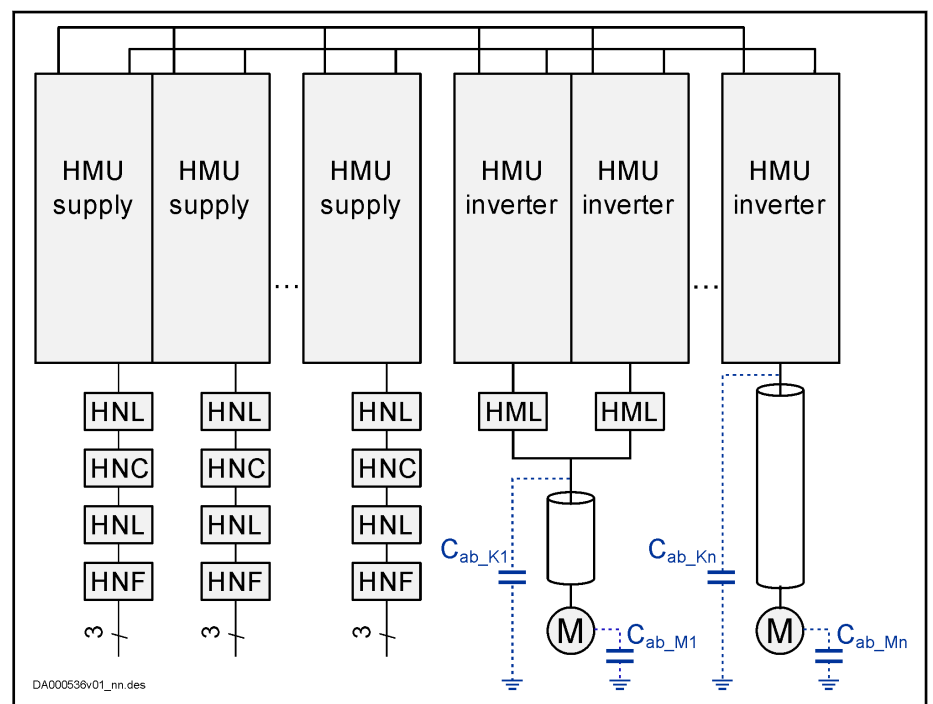 HMU
supply
HMU
supply
HMU
supply
HMU
inverter
HMU
inverter
HMU
inverter
...
...
HNL
HNL
HNL
HML
HML
HNC
HNC
HNC
HNL
HNL
HNL
HNF
HNF
HNF
Cab_K1
Cab_Kn
3
3
3
M
Cab_M1
M
Cab_Mn
DA000536v01_nn.des